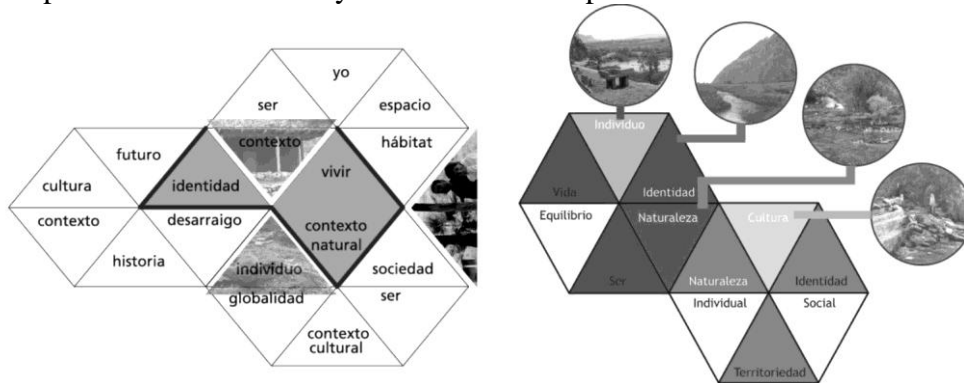 yo
ser
espacio
contexto
hábitat
futuro
vivir
cultura
identidad
contexto
desarraigo
contexto
natural
historia
individuo
sociedad
globalidad
ser
contexto
cultural
Individuo
Vida
Identidad
Equilibrio
Naturaleza
Cultura
Ser
Naturaleza
Identidad
Individual
Social
Territoriedad